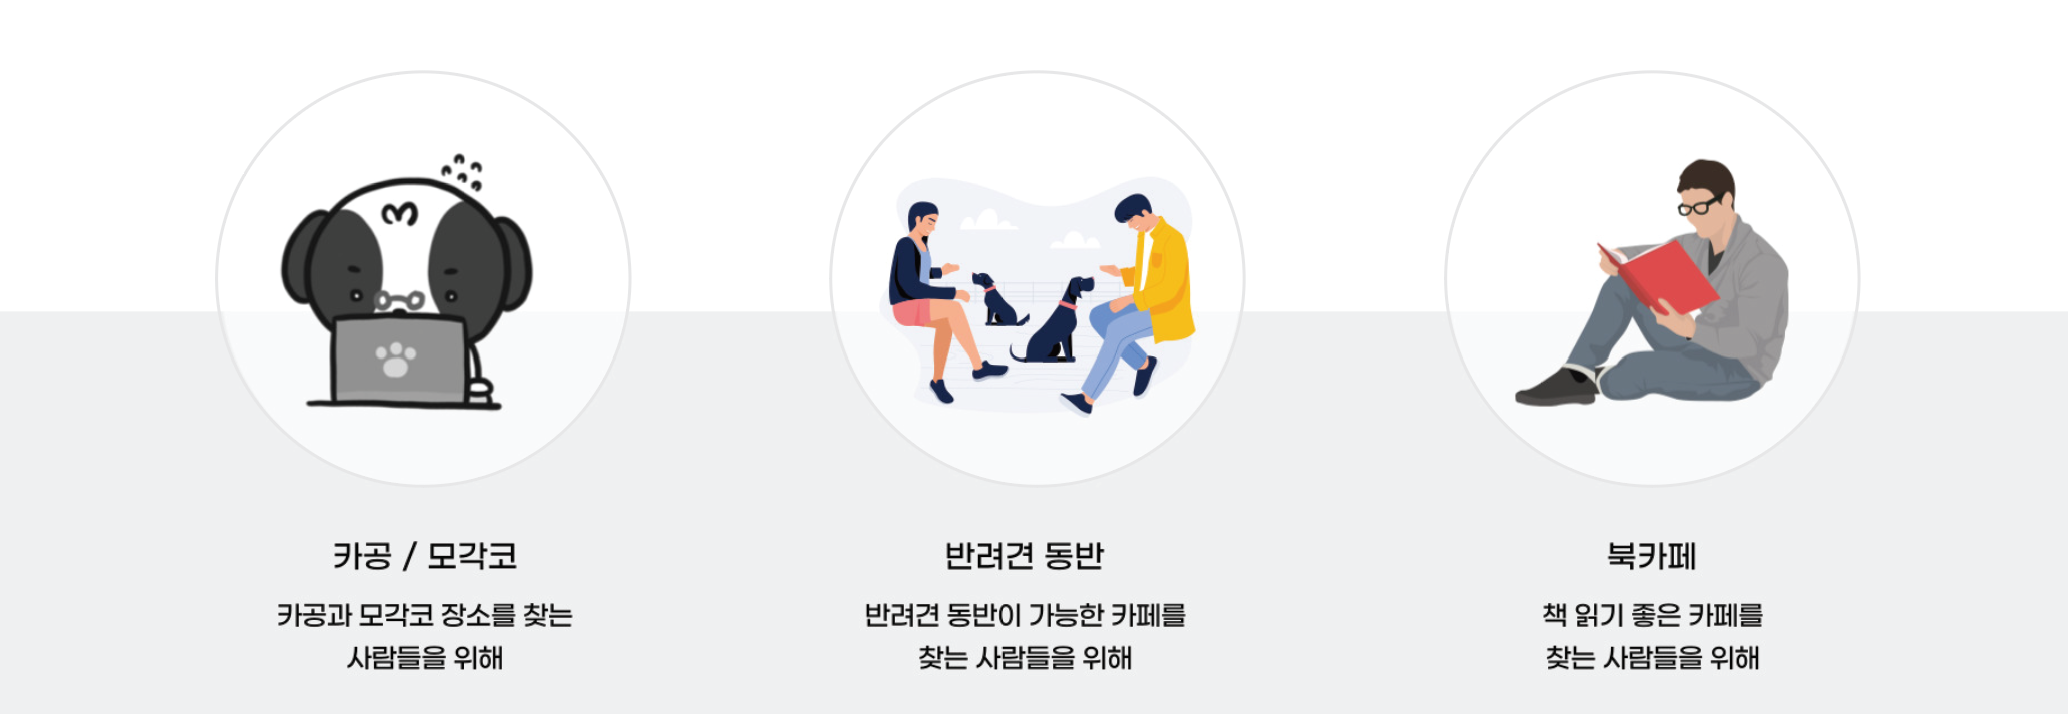 카공 / 모각코
카공과 모각코 장소를 찾는
사람들을 위해
반려견 동반
반려견 동반이 가능한 카페를
찾는 사람들을 위해
북카페
책 읽기 좋은 카페를
찾는 사람들을 위해